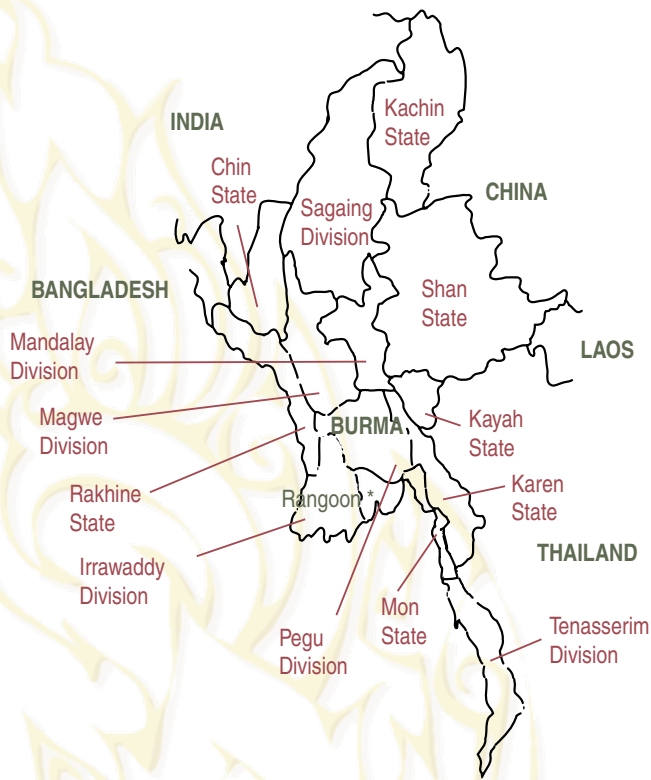 Kachin
State
INDIA
Chin
State
CHINA
Sagaing
Division
BANGLADESH
Shan
State
Mandalay
Division
LAOS
Magwe
Division
BURMA
Kayah
State
Rakhine
State
Rangoon *
Karen
State
THAILAND
Irrawaddy
Division
Mon
State
Pegu
Division
Tenasserim
Division